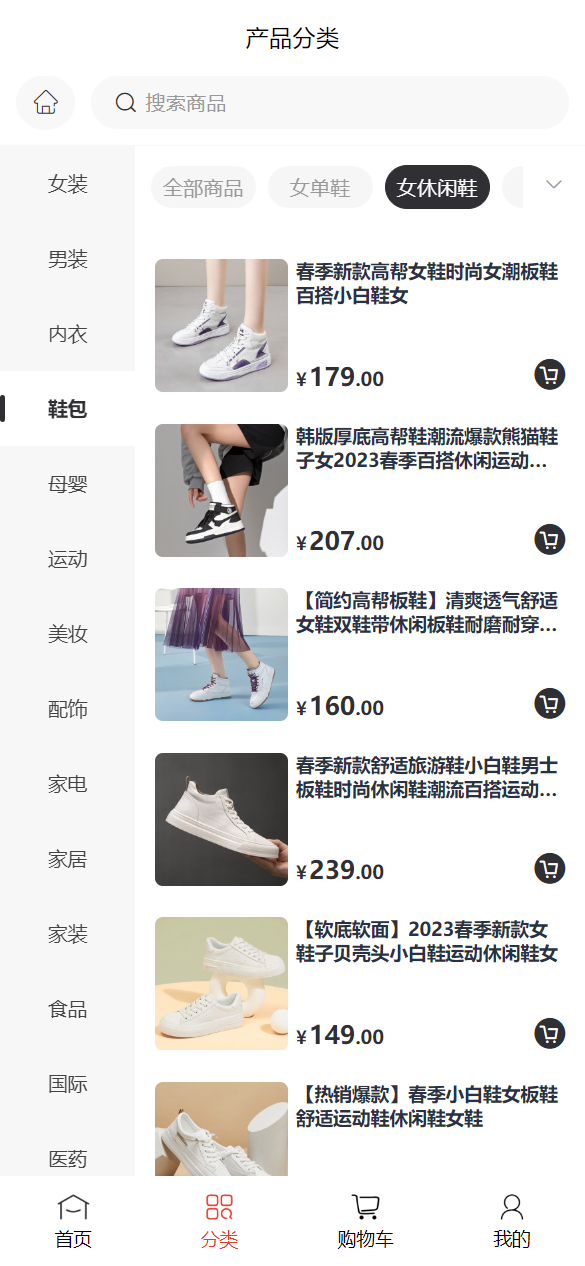 产品分类
搜索商品
女装
男装
内衣
鞋包
母婴
运动
美妆
配饰
家电
家居
家装
食品
国际
医药
全部商品
女单鞋
女休闲鞋
春季新款高帮女鞋时尚女潮板鞋
百搭小白鞋女
¥179.00
韩版厚底高帮鞋潮流爆款熊猫鞋
子女2023春季百搭休闲运动...
¥207.00
【简约高帮板鞋】清爽透气舒适
女鞋双鞋带休闲板鞋耐磨耐穿...
¥160.00
春季新款舒适旅游鞋小白鞋男士
板鞋时尚休闲鞋潮流百搭运动...
¥239.00
【软底软面】2023春季新款女
鞋子贝壳头小白鞋运动休闲鞋女
¥149.00
【热销爆款】春季小白鞋女板鞋
舒适运动鞋休闲鞋女鞋
首页
分类
购物车
我的